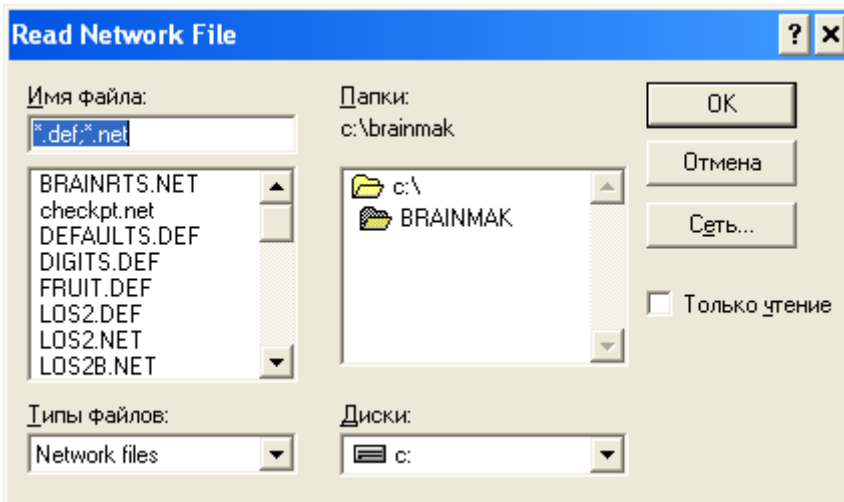 Read Network File
Имя файла:
*.def;*.net
BRAINRTS.NET
checkpt.net
DEFAULTS.DEF
DIGITS.DEF
FRUIT.DEF
LOS2.DEF
LOS2.NET
LOS2B.NET
Типы файлов:
Network files
Папки:
c:\brainmak
c:\
BRAINMAK
Диски:
c:
OK
Отмена
Сеть...
Только чтение